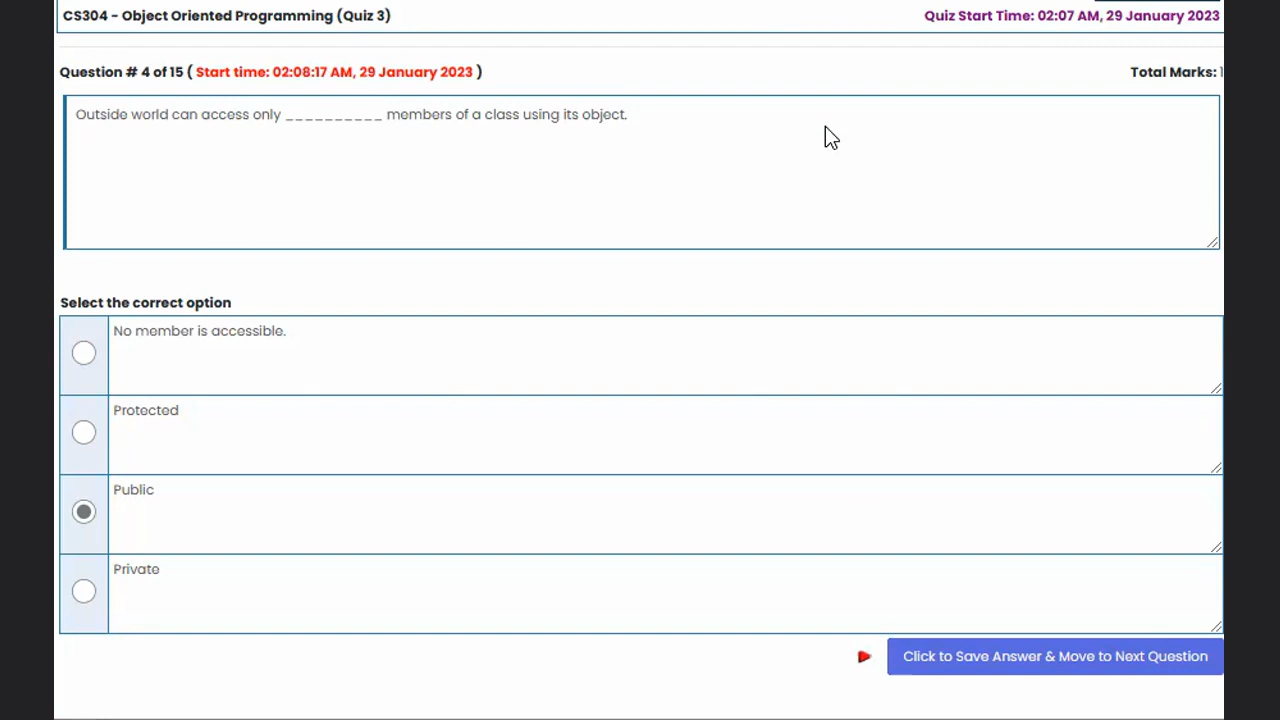 CS304 - Object Oriented Programming (Quiz 3) Quiz Start Time: 02:07 AM, 29 January 2023
Question # 4 of 15 ( Start time: 02:08:17 AM, 29 January 2023 ) Total Marks: 1
Outside world can access only __________ members of a class using its object.
Select the correct option
No member is accessible.
Protected
Public
Private
Click to Save Answer & Move to Next Question